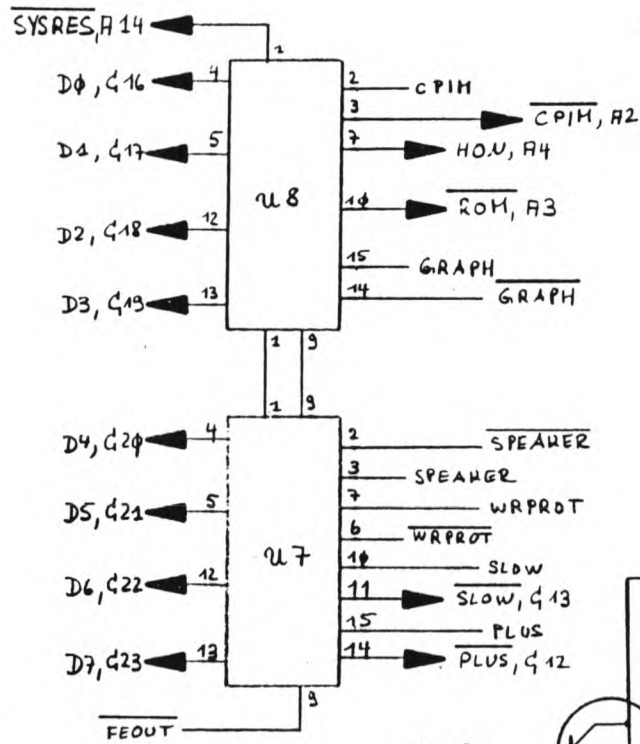 SYSRES, A14
1
D0, C16 4
2 CPIM
3 CPIM, A2
D1, C17 5
7 HON, A4
U8
D2, C18 12
10 ROM, A3
15 GRAPH
D3, C19 13
14 GRAPH
1 9
1 9
D4, C20 4
2 SPEAKER
3 SPEAKER
D5, C21 5
7 WRPROT
6 WRPROT
U7
D6, C22 12
10 SLOW
11 SLOW, C13
15 PLUS
D7, C23 13
14 PLUS, C12
9
FEOUT